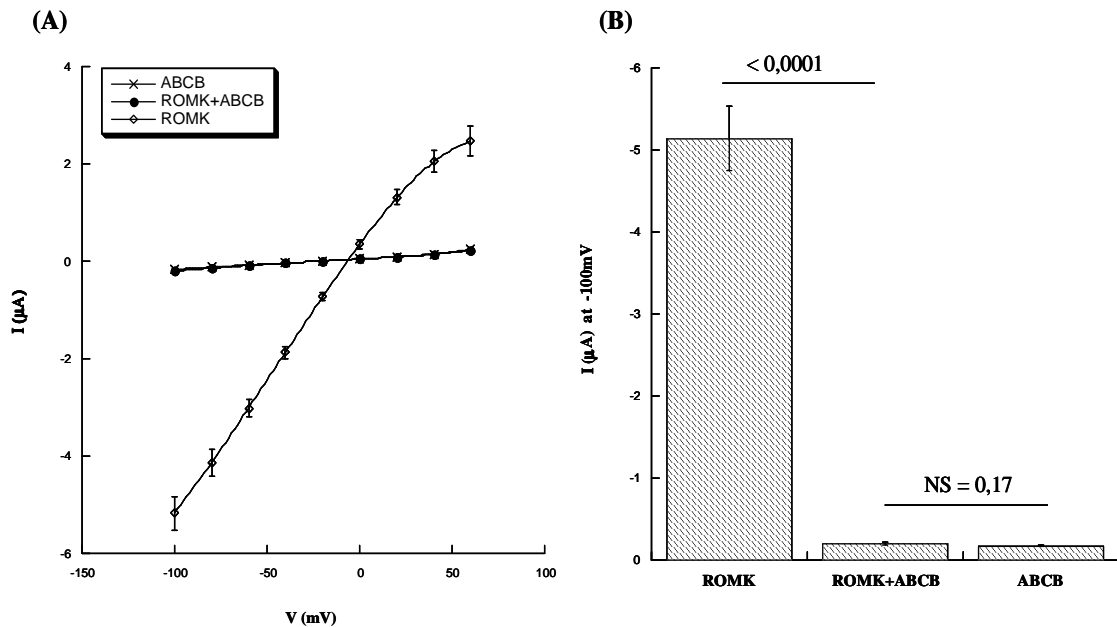 (A)
4
2
0
-2
-4
-6
I (µA)
ABCB
ROMK+ABCB
ROMK
-150
-100
-50
0
50
100
V (mV)
(B)
-6
-5
-4
-3
-2
-1
0
I (µA) at -100mV
< 0,0001
NS = 0,17
ROMK
ROMK+ABCB
ABCB